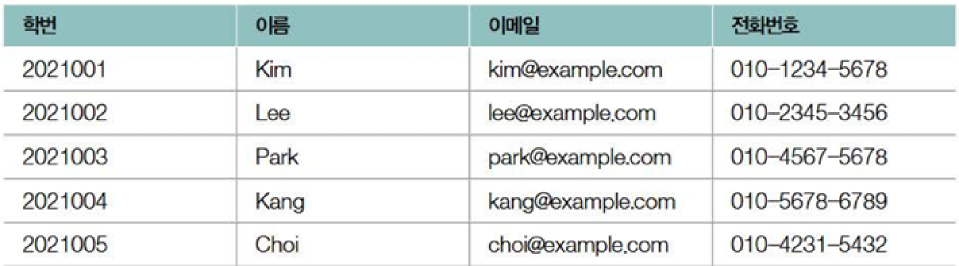 학번 이름 이메일 전화번호
2021001 Kim kim@example.com 010-1234-5678
2021002 Lee lee@example.com 010-2345-3456
2021003 Park park@example.com 010-4567-5678
2021004 Kang kang@example.com 010-5678-6789
2021005 Choi choi@example.com 010-4231-5432